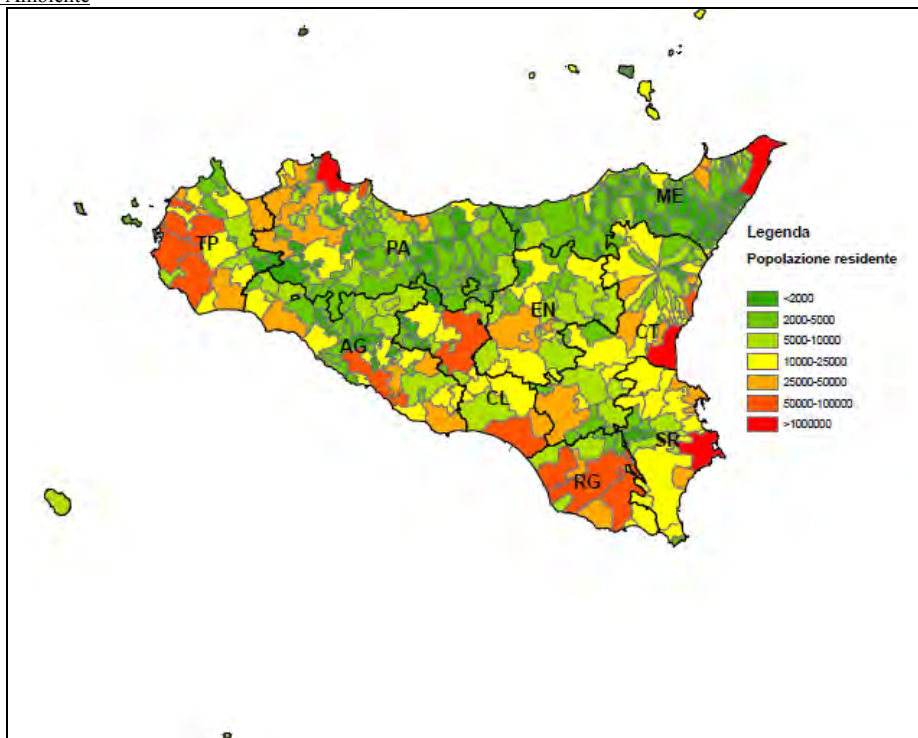 Ambiente
ME
TP
PA
EN
CT
AG
CL
SR
RG
Legenda
Popolazione residente
<2000
2000-5000
5000-10000
10000-25000
25000-50000
50000-100000
>1000000